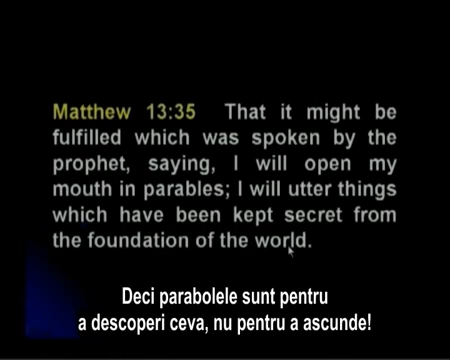 Matthew 13:35 That it might be
fulfilled which was spoken by the
prophet, saying, I will open my
mouth in parables; I will utter things
which have been kept secret from
the foundation of the world.
Deci parabolele sunt pentru
a descoperi ceva, nu pentru a ascunde!